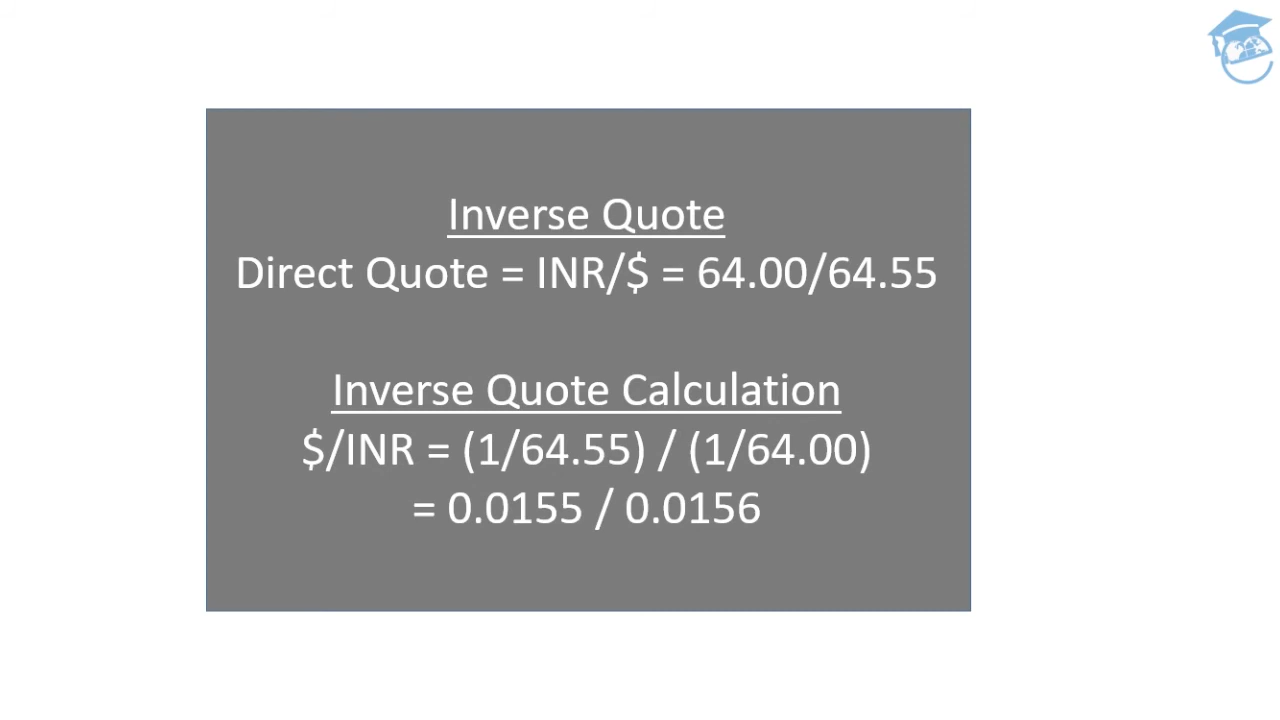 Inverse Quote
Direct Quote = INR/$ = 64.00/64.55
Inverse Quote Calculation
$/INR = (1/64.55) / (1/64.00)
= 0.0155 / 0.0156